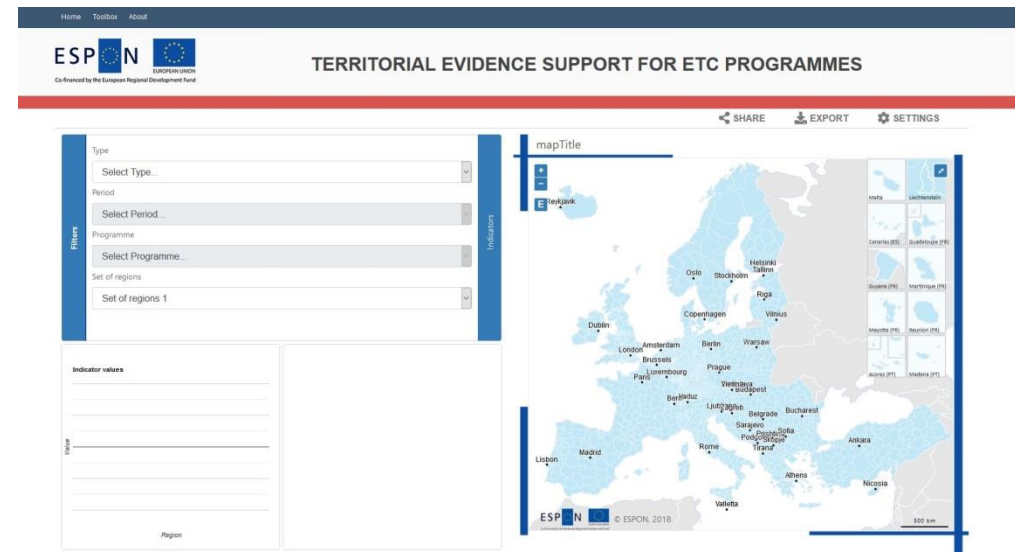 Home Toolbox About
ESPON
EUROPEAN UNION
Co-financed by the European Regional Development Fund
TERRITORIAL EVIDENCE SUPPORT FOR ETC PROGRAMMES
SHARE EXPORT SETTINGS
Filters
Type
Select Type...
Period
Select Period...
Programme
Select Programme...
Set of regions
Set of regions 1
Indicators
Indicator values
Value
Region
mapTitle
+
−
E
Reykjavik
Helsinki
Tallinn
Oslo
Stockholm
Riga
Copenhagen
Vilnius
Dublin
Amsterdam
Berlin
Warsaw
London
Brussels
Luxembourg
Prague
Paris
Budapest
Vaduz
Belgrade
Bucharest
Sarajevo
Sofia
Skopje
Rome
Tirana
Madrid
Lisbon
Ankara
Athens
Nicosia
Valletta
Malta
Liechtenstein
Canarias (ES)
Guadeloupe (FR)
Guyane (FR)
Martinique (FR)
Mayotte (FR)
Reunion (FR)
Acores (PT)
Madeira (PT)
ESPON
© ESPON, 2018
500 km